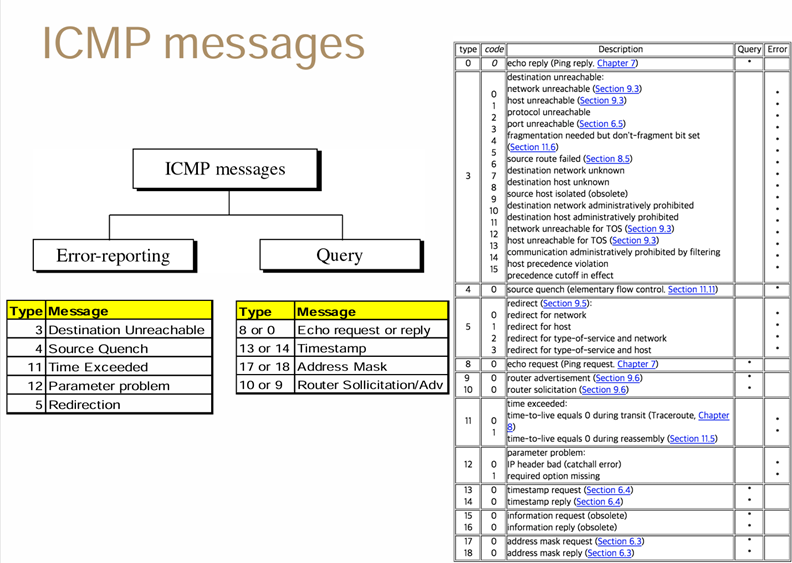 ICMP messages
ICMP messages
Error-reporting
Query
Type Message
3 Destination Unreachable
4 Source Quench
11 Time Exceeded
12 Parameter problem
5 Redirection
Type Message
8 or 0 Echo request or reply
13 or 14 Timestamp
17 or 18 Address Mask
10 or 9 Router Sollicitation/Adv
type code Description Query Error
0 0 echo reply (Ping reply. Chapter 7) *
3
destination unreachable:
0 network unreachable (Section 9.3) *
1 host unreachable (Section 9.3) *
2 protocol unreachable *
3 port unreachable (Section 6.5) *
4 fragmentation needed but don't-fragment bit set *
(Section 11.6)
5 source route failed (Section 8.5) *
6 destination network unknown *
7 destination host unknown *
8 source host isolated (obsolete) *
9 destination network administratively prohibited *
10 destination host administratively prohibited *
11 network unreachable for TOS (Section 9.3) *
12 host unreachable for TOS (Section 9.3) *
13 communication administratively prohibited by filtering *
14 host precedence violation *
15 precedence cutoff in effect *
4 0 source quench (elementary flow control. Section 11.11) *
5
redirect (Section 9.5):
0 redirect for network *
1 redirect for host *
2 redirect for type-of-service and network *
3 redirect for type-of-service and host *
8 0 echo request (Ping request. Chapter 7) *
9 0 router advertisement (Section 9.6) *
10 0 router solicitation (Section 9.6) *
11
time exceeded:
0 time-to-live equals 0 during transit (Traceroute, Chapter *
8)
1 time-to-live equals 0 during reassembly (Section 11.5) *
12
parameter problem:
0 IP header bad (catchall error) *
1 required option missing *
13 0 timestamp request (Section 6.4) *
14 0 timestamp reply (Section 6.4) *
15 0 information request (obsolete) *
16 0 information reply (obsolete) *
17 0 address mask request (Section 6.3) *
18 0 address mask reply (Section 6.3) *